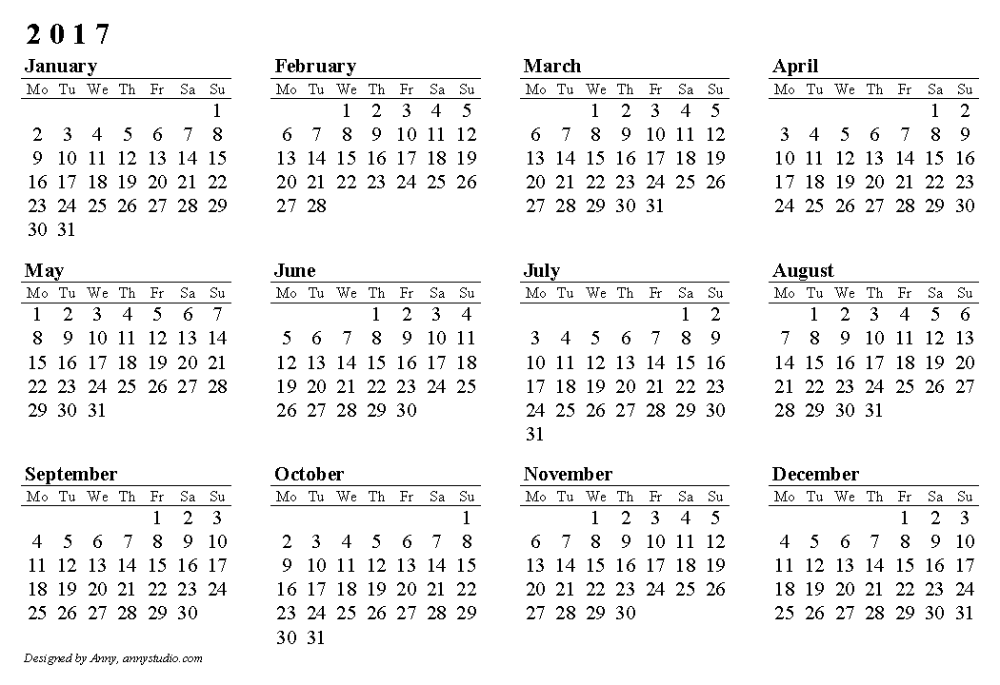 2 0 1 7
January February March April
Mo Tu We Th Fr Sa Su Mo Tu We Th Fr Sa Su Mo Tu We Th Fr Sa Su Mo Tu We Th Fr Sa Su
1 1 2 3 4 5 1 2 3 4 5 1 2
2 3 4 5 6 7 8 6 7 8 9 10 11 12 6 7 8 9 10 11 12 3 4 5 6 7 8 9
9 10 11 12 13 14 15 13 14 15 16 17 18 19 13 14 15 16 17 18 19 10 11 12 13 14 15 16
16 17 18 19 20 21 22 20 21 22 23 24 25 26 20 21 22 23 24 25 26 17 18 19 20 21 22 23
23 24 25 26 27 28 29 27 28 27 28 29 30 31 24 25 26 27 28 29 30
30 31
May June July August
Mo Tu We Th Fr Sa Su Mo Tu We Th Fr Sa Su Mo Tu We Th Fr Sa Su Mo Tu We Th Fr Sa Su
1 2 3 4 5 6 7 1 2 3 4 1 2 1 2 3 4 5 6
8 9 10 11 12 13 14 5 6 7 8 9 10 11 3 4 5 6 7 8 9 7 8 9 10 11 12 13
15 16 17 18 19 20 21 12 13 14 15 16 17 18 10 11 12 13 14 15 16 14 15 16 17 18 19 20
22 23 24 25 26 27 28 19 20 21 22 23 24 25 17 18 19 20 21 22 23 21 22 23 24 25 26 27
29 30 31 26 27 28 29 30 24 25 26 27 28 29 30 28 29 30 31
31
September October November December
Mo Tu We Th Fr Sa Su Mo Tu We Th Fr Sa Su Mo Tu We Th Fr Sa Su Mo Tu We Th Fr Sa Su
1 2 3 1 1 2 3 4 5 1 2 3
4 5 6 7 8 9 10 2 3 4 5 6 7 8 6 7 8 9 10 11 12 4 5 6 7 8 9 10
11 12 13 14 15 16 17 9 10 11 12 13 14 15 13 14 15 16 17 18 19 11 12 13 14 15 16 17
18 19 20 21 22 23 24 16 17 18 19 20 21 22 20 21 22 23 24 25 26 18 19 20 21 22 23 24
25 26 27 28 29 30 23 24 25 26 27 28 29 27 28 29 30 25 26 27 28 29 30 31
30 31
Designed by Anny, annystudio.com